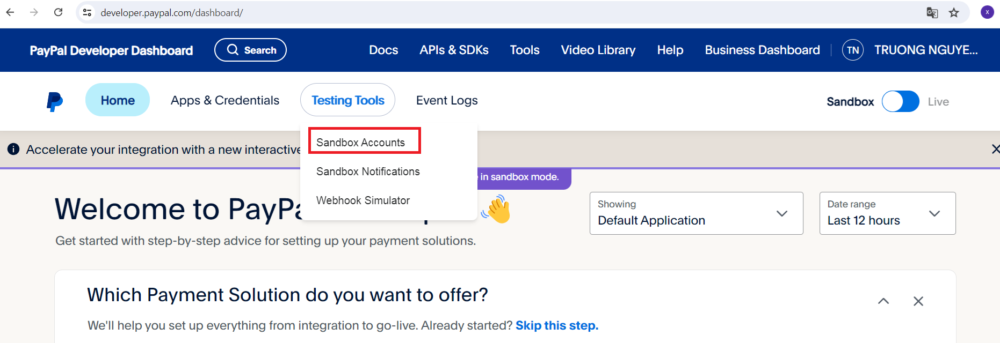 developer.paypal.com/dashboard/
X
PayPal Developer Dashboard Search Docs APIs & SDKs Tools Video Library Help Business Dashboard TN TRUONG NGUYE...
Home Apps & Credentials Testing Tools Event Logs Sandbox Live
Accelerate your integration with a new interactive
Sandbox Accounts
Sandbox Notifications
Webhook Simulator
in sandbox mode.
Welcome to
Showing
Default Application
Date range
Last 12 hours
Get started with step-by-step advice for setting up your payment solutions.
Which Payment Solution do you want to offer?
We'll help you set up everything from integration to go-live. Already started? Skip this step.